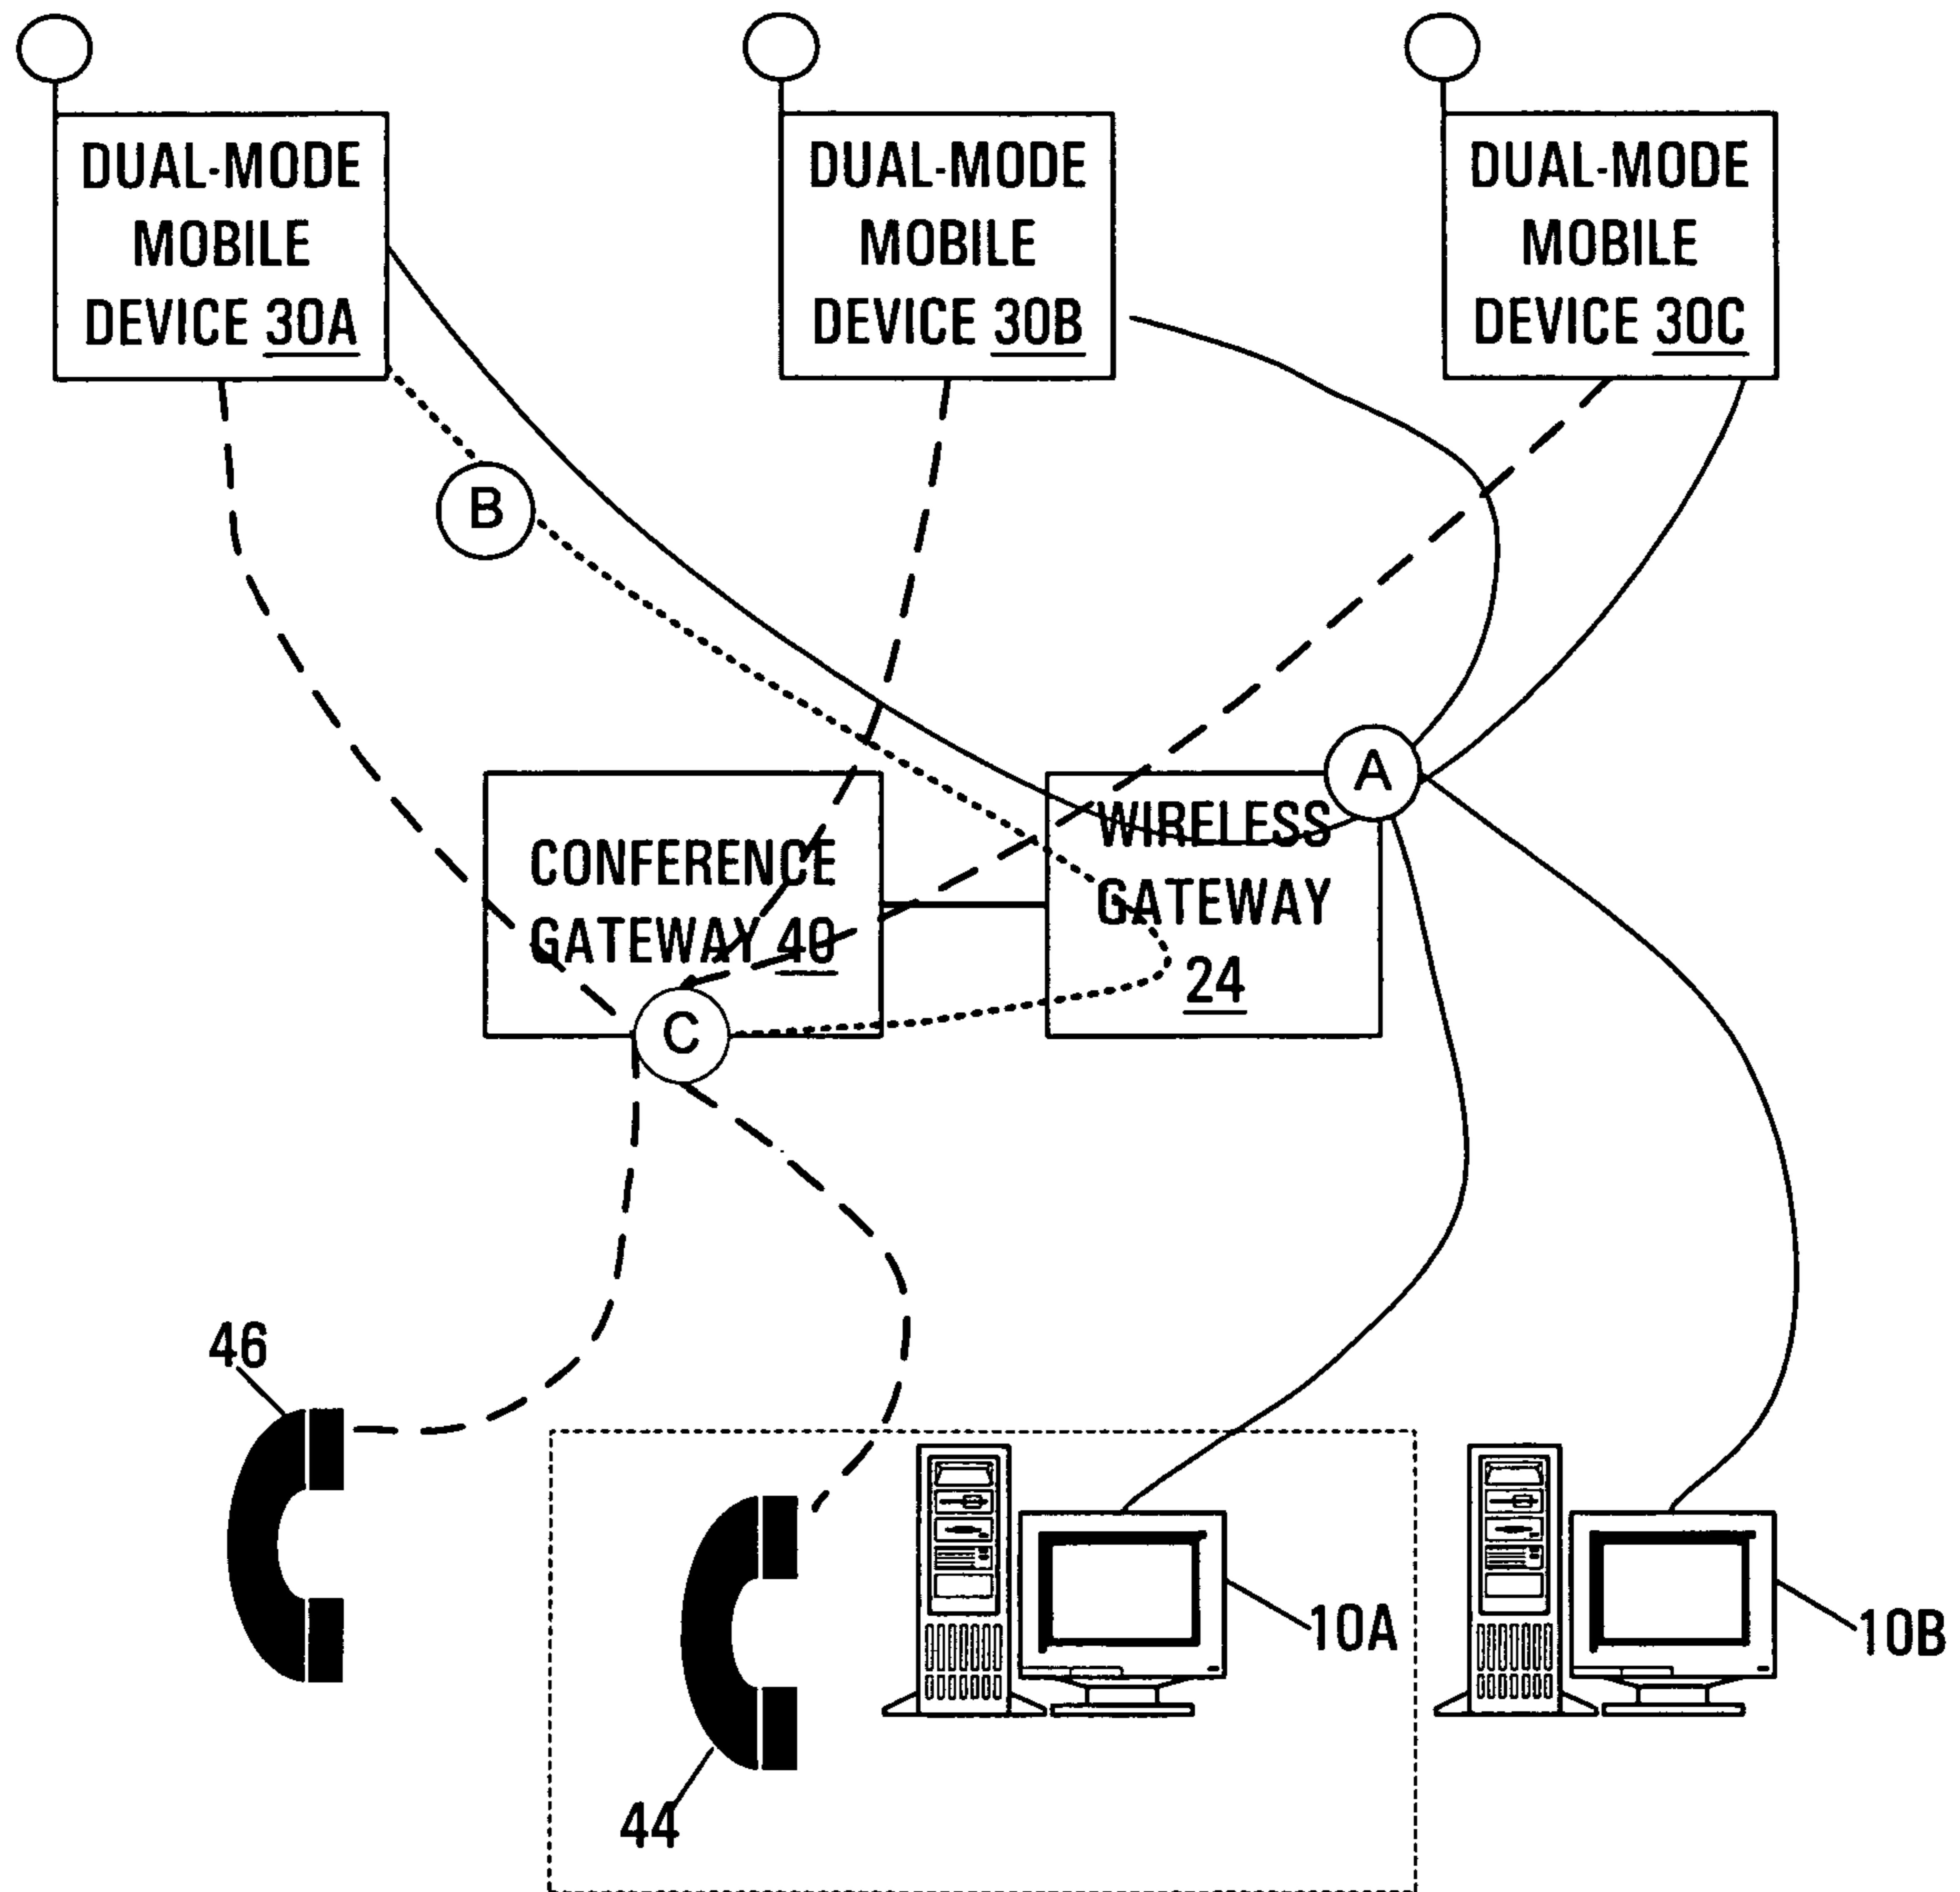 DUAL-MODE
MOBILE
DEVICE 30A
DUAL-MODE
MOBILE
DEVICE 30B
DUAL-MODE
MOBILE
DEVICE 30C
B
A
CONFERENCE
GATEWAY 40
WIRELESS
GATEWAY
24
C
46
44
10A
10B